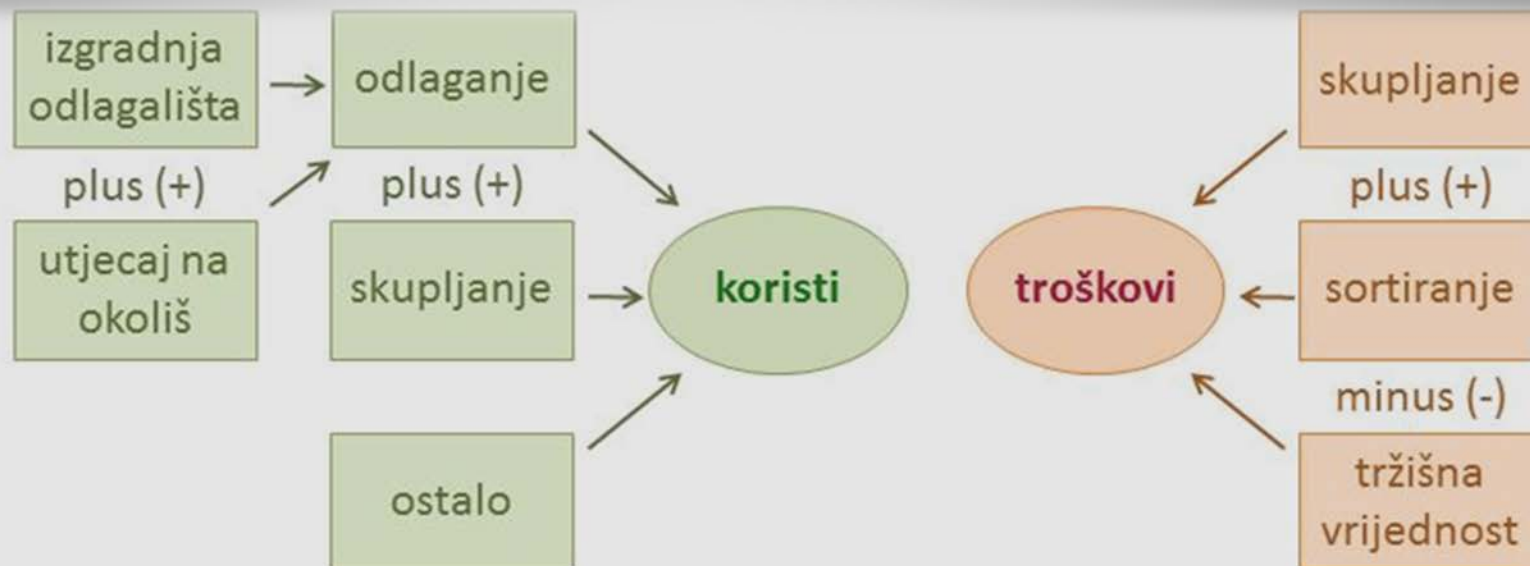 izgradnja
odlagališta
plus (+)
utjecaj na
okoliš
odlaganje
plus (+)
skupljanje
ostalo
koristi
troškovi
skupljanje
plus (+)
sortiranje
minus (-)
tržišna
vrijednost